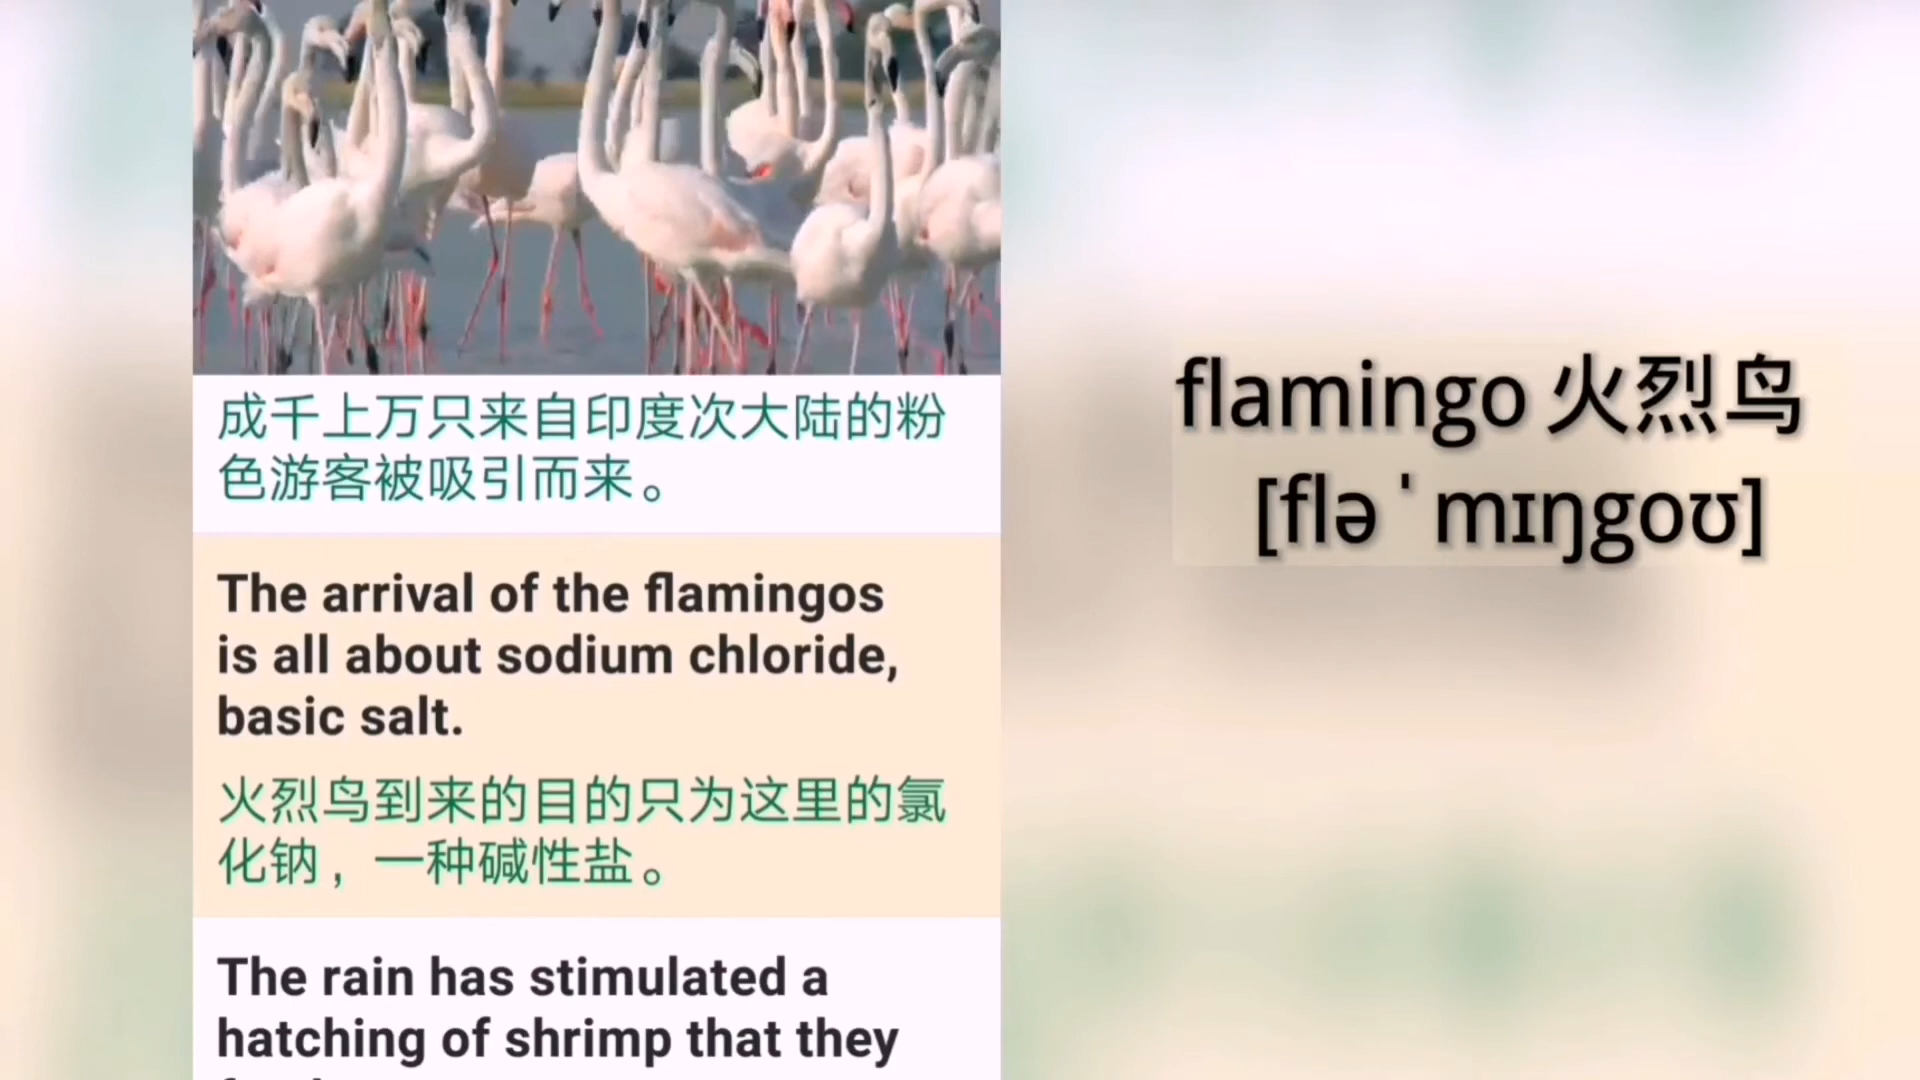 成千上万只来自印度次大陆的粉
色游客被吸引而来。
The arrival of the flamingos
is all about sodium chloride,
basic salt.
火烈鸟到来的目的只为这里的氯
化钠，一种碱性盐。
The rain has stimulated a
hatching of shrimp that they
flamingo 火烈鸟
[fləˈmɪŋgoʊ]